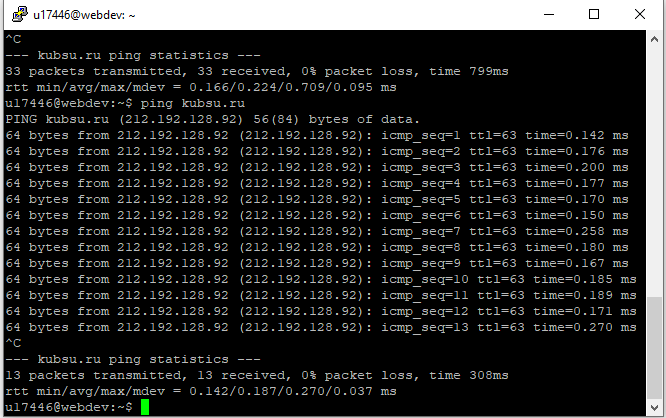 u17446@webdev: ~
^C
--- kubsu.ru ping statistics ---
33 packets transmitted, 33 received, 0% packet loss, time 799ms
rtt min/avg/max/mdev = 0.166/0.224/0.709/0.095 ms
u17446@webdev:~$ ping kubsu.ru
PING kubsu.ru (212.192.128.92) 56(84) bytes of data.
64 bytes from 212.192.128.92 (212.192.128.92): icmp_seq=1 ttl=63 time=0.142 ms
64 bytes from 212.192.128.92 (212.192.128.92): icmp_seq=2 ttl=63 time=0.176 ms
64 bytes from 212.192.128.92 (212.192.128.92): icmp_seq=3 ttl=63 time=0.200 ms
64 bytes from 212.192.128.92 (212.192.128.92): icmp_seq=4 ttl=63 time=0.177 ms
64 bytes from 212.192.128.92 (212.192.128.92): icmp_seq=5 ttl=63 time=0.170 ms
64 bytes from 212.192.128.92 (212.192.128.92): icmp_seq=6 ttl=63 time=0.150 ms
64 bytes from 212.192.128.92 (212.192.128.92): icmp_seq=7 ttl=63 time=0.258 ms
64 bytes from 212.192.128.92 (212.192.128.92): icmp_seq=8 ttl=63 time=0.180 ms
64 bytes from 212.192.128.92 (212.192.128.92): icmp_seq=9 ttl=63 time=0.167 ms
64 bytes from 212.192.128.92 (212.192.128.92): icmp_seq=10 ttl=63 time=0.185 ms
64 bytes from 212.192.128.92 (212.192.128.92): icmp_seq=11 ttl=63 time=0.189 ms
64 bytes from 212.192.128.92 (212.192.128.92): icmp_seq=12 ttl=63 time=0.171 ms
64 bytes from 212.192.128.92 (212.192.128.92): icmp_seq=13 ttl=63 time=0.270 ms
^C
--- kubsu.ru ping statistics ---
13 packets transmitted, 13 received, 0% packet loss, time 308ms
rtt min/avg/max/mdev = 0.142/0.187/0.270/0.037 ms
u17446@webdev:~$